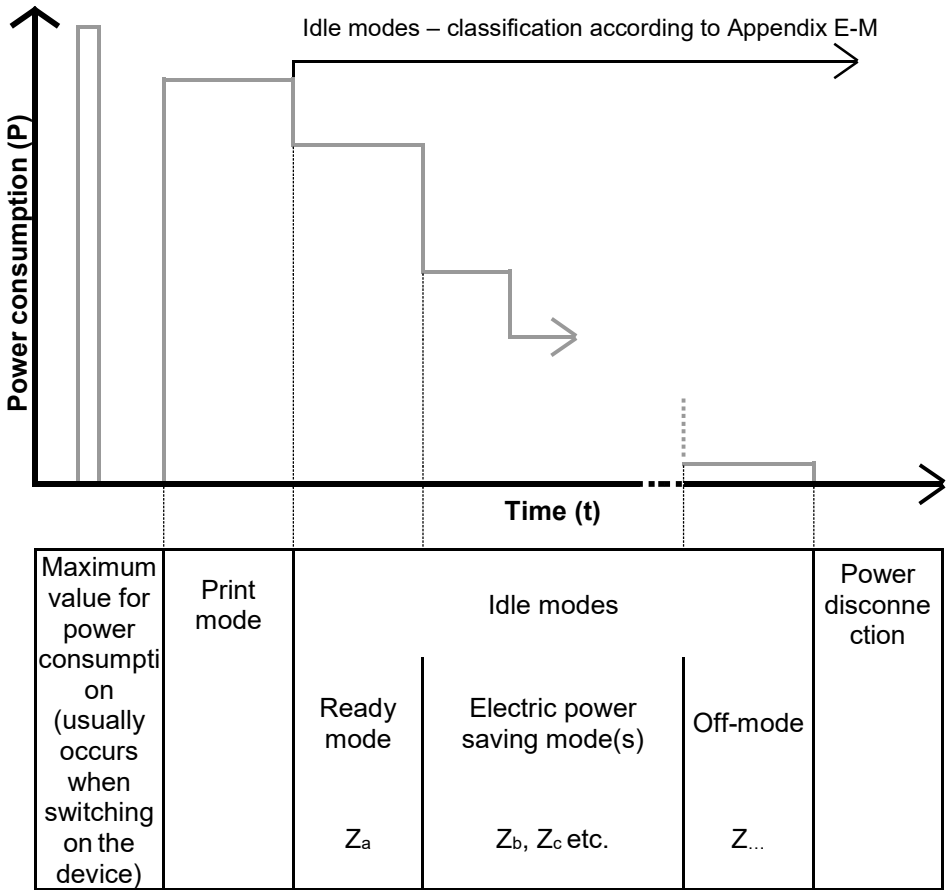 Idle modes – classification according to Appendix E-M
Power consumption (P)
Time (t)
Maximum
value for
power
consumpti
on
(usually
occurs
when
switching
on the
device)
Print
mode
Idle modes
Ready
mode
Za
Electric power
saving mode(s)
Zb, Zc etc.
Off-mode
Z...
Power
disconne
ction